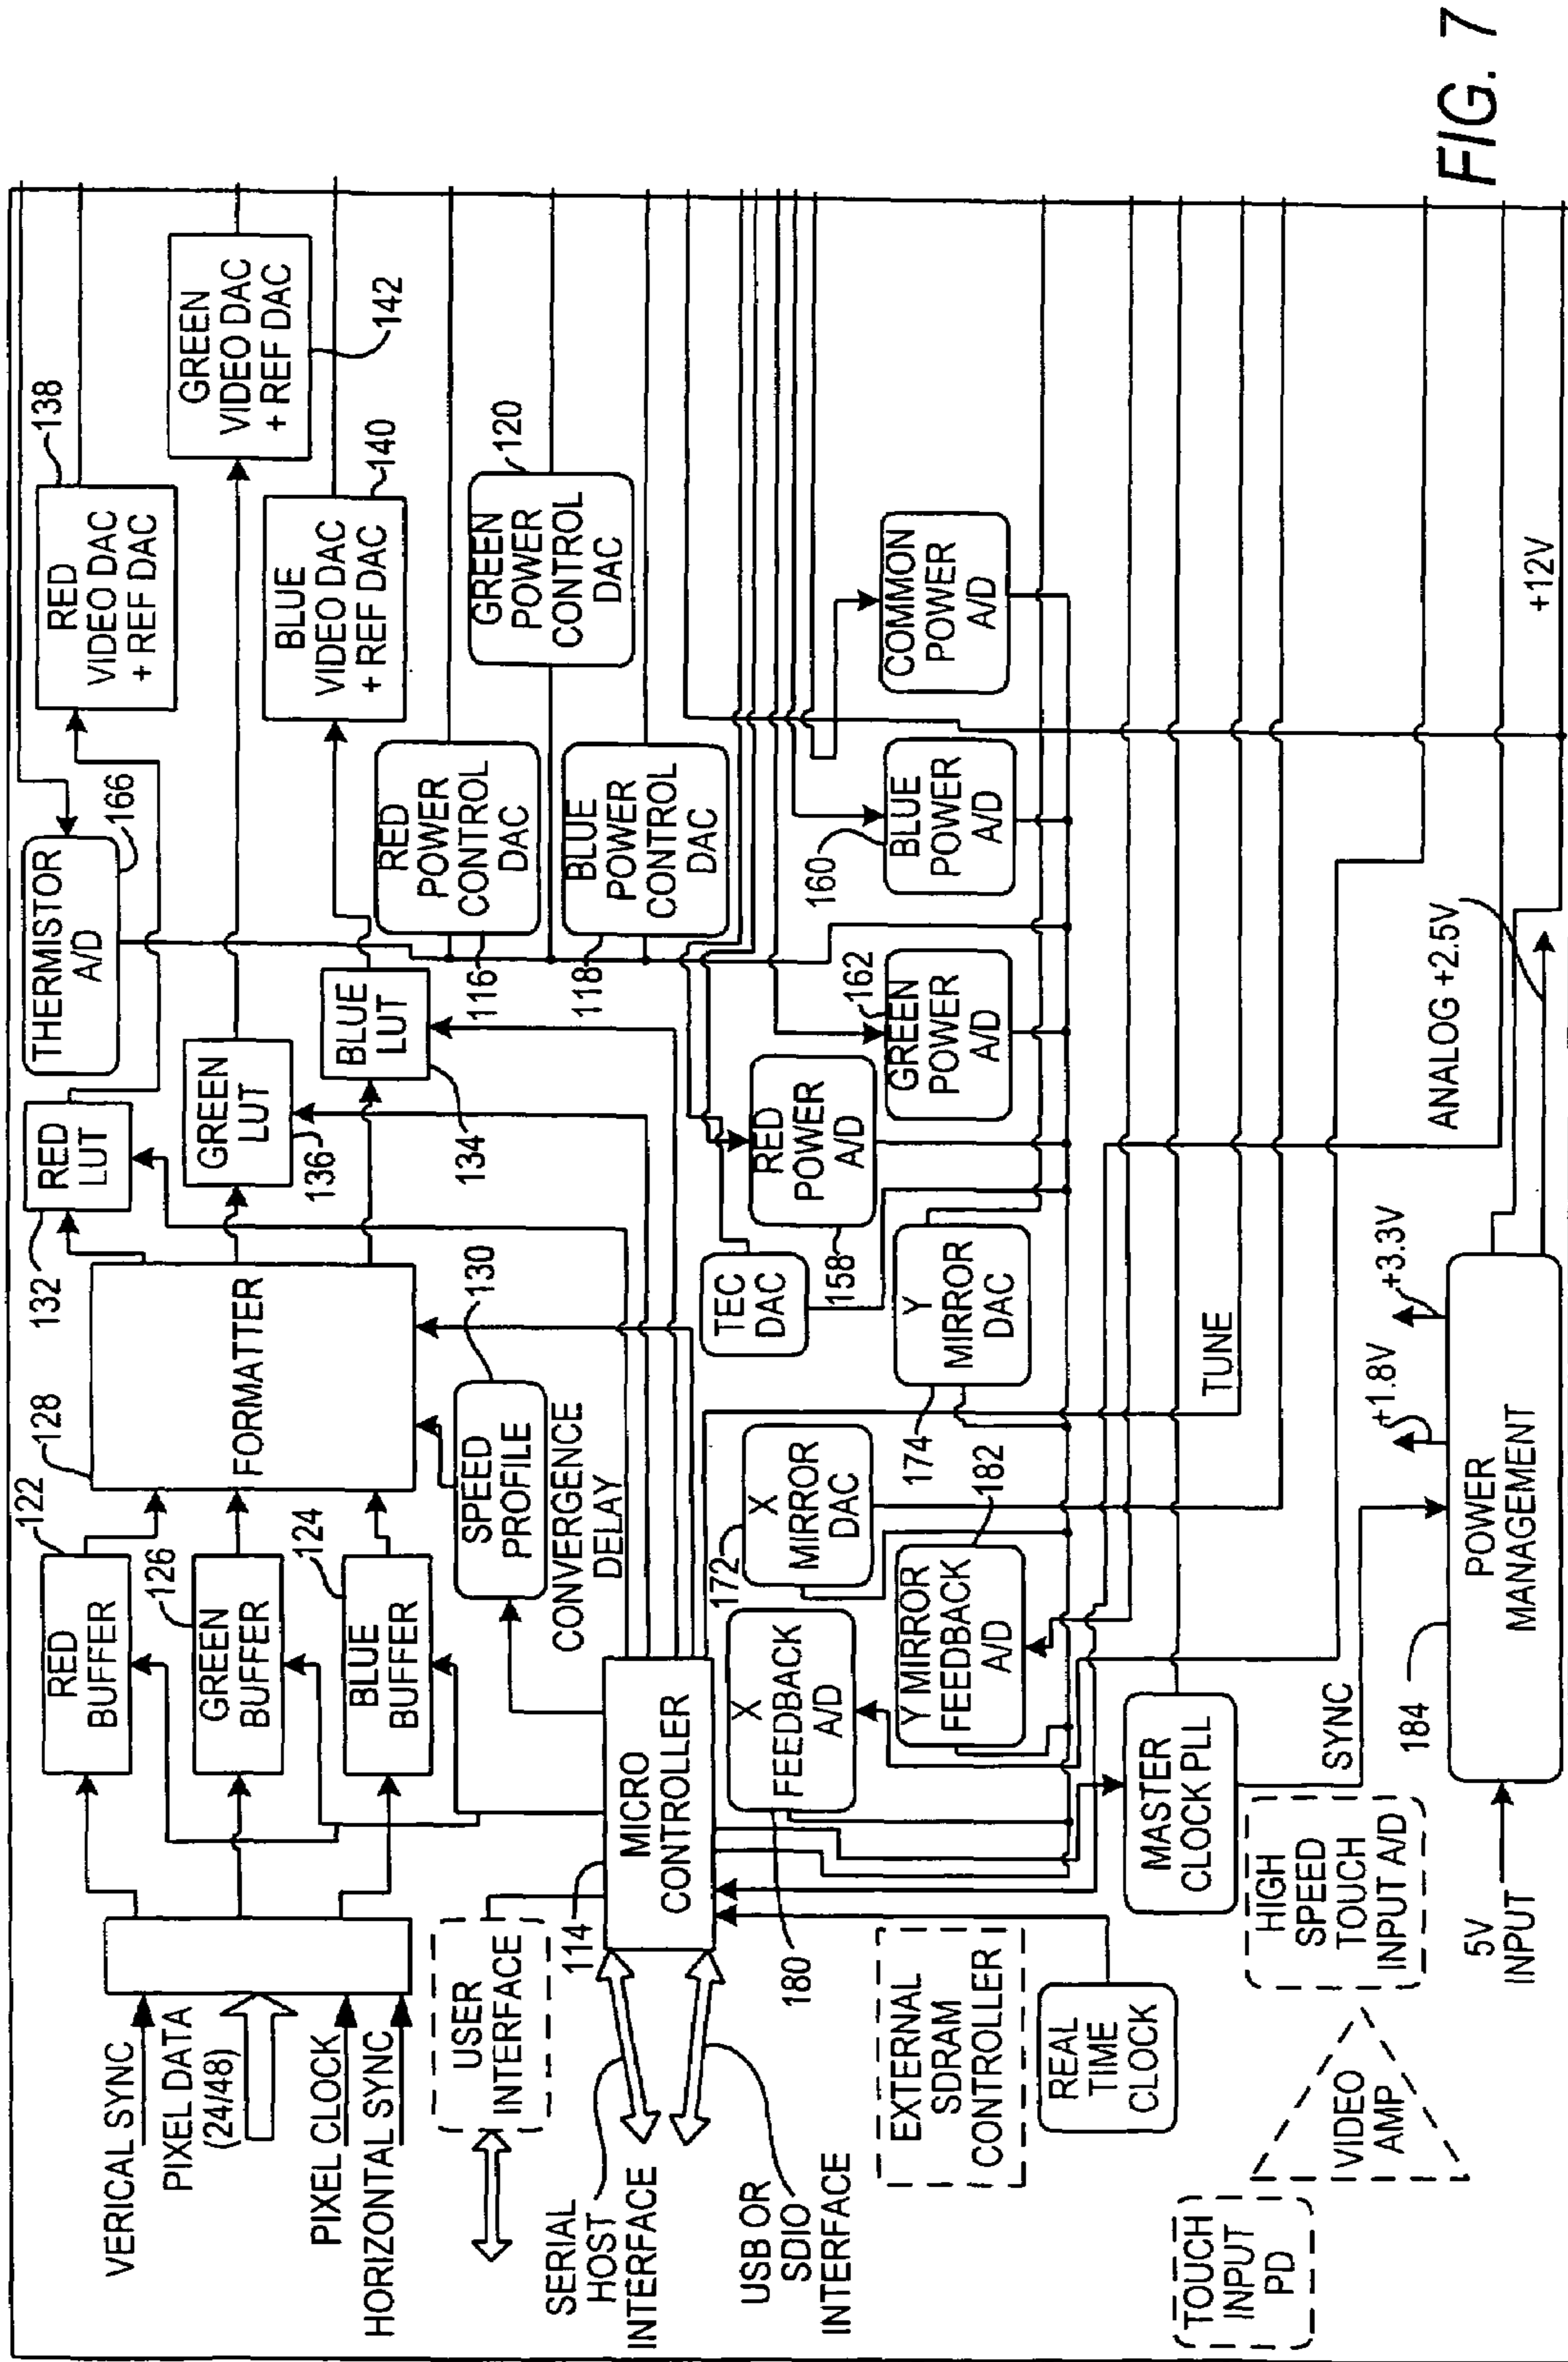 VERICAL SYNC
PIXEL DATA
(24/48)
PIXEL CLOCK
HORIZONTAL SYNC
122
RED
BUFFER
126
GREEN
BUFFER
124
BLUE
BUFFER
128
FORMATTER
132
RED
LUT
GREEN
LUT
136
BLUE
LUT
134
THERMISTOR
A/D
166
RED
VIDEO DAC
+ REF DAC
138
GREEN
VIDEO DAC
+ REF DAC
142
BLUE
VIDEO DAC
+ REF DAC
140
RED
POWER
CONTROL
DAC
116
GREEN
POWER
CONTROL
DAC
120
BLUE
POWER
CONTROL
DAC
118
USER
INTERFACE
SPEED
PROFILE
130
CONVERGENCE
DELAY
SERIAL
HOST
INTERFACE
114
MICRO
CONTROLLER
USB OR
SDIO
INTERFACE
TEC
DAC
RED
POWER
A/D
158
GREEN
POWER
A/D
162
BLUE
POWER
A/D
160
COMMON
POWER
A/D
X
FEEDBACK
A/D
180
X
MIRROR
DAC
172
Y MIRROR
FEEDBACK
A/D
182
Y
MIRROR
DAC
174
EXTERNAL
SDRAM
CONTROLLER
REAL
TIME
CLOCK
MASTER
CLOCK PLL
TUNE
TOUCH
INPUT
PD
VIDEO
AMP
HIGH
SPEED
TOUCH
INPUT A/D
SYNC
184
5V
INPUT
POWER
MANAGEMENT
+1.8V
+3.3V
ANALOG +2.5V
+12V
FIG. 7